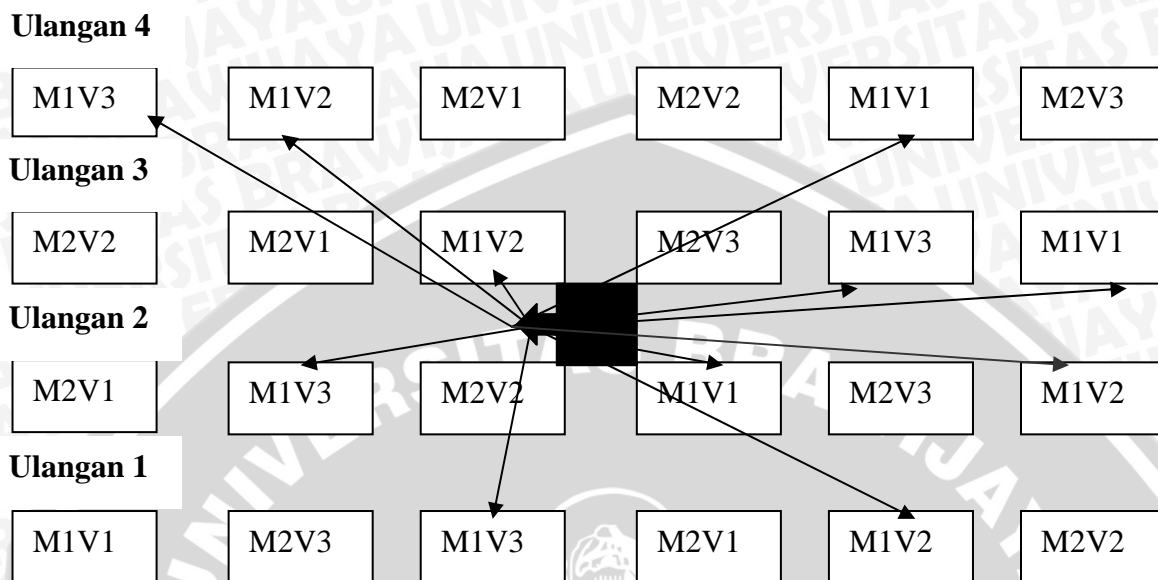 Ulangan 4
M1V3 M1V2 M2V1 M2V2 M1V1 M2V3
Ulangan 3
M2V2 M2V1 M1V2 M2V3 M1V3 M1V1
Ulangan 2
M2V1 M1V3 M2V2 M1V1 M2V3 M1V2
Ulangan 1
M1V1 M2V3 M1V3 M2V1 M1V2 M2V2